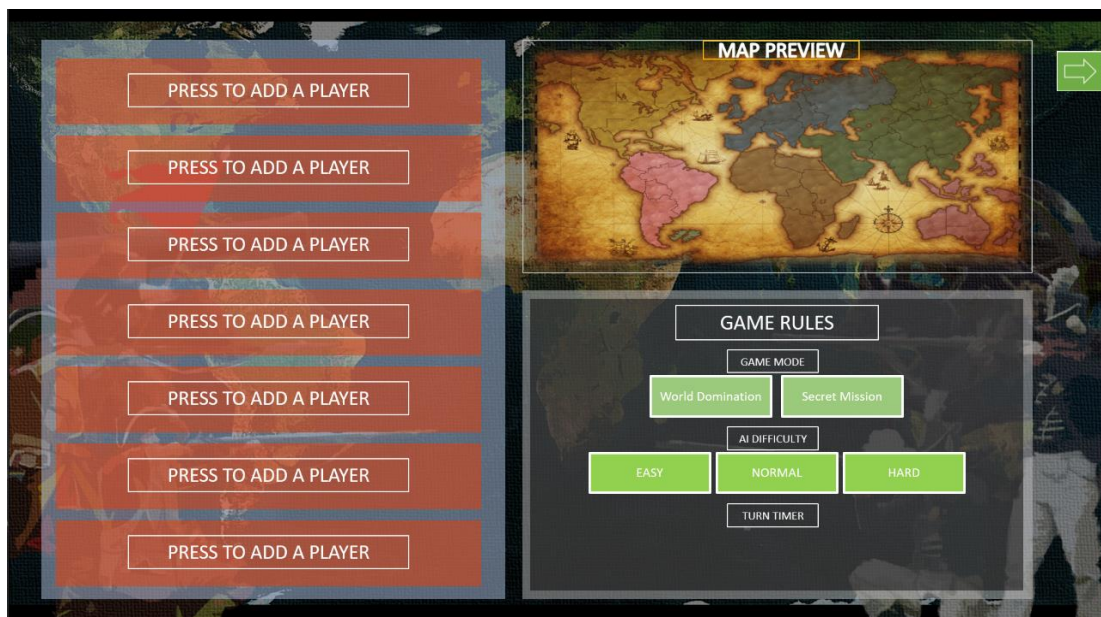 PRESS TO ADD A PLAYER
PRESS TO ADD A PLAYER
PRESS TO ADD A PLAYER
PRESS TO ADD A PLAYER
PRESS TO ADD A PLAYER
PRESS TO ADD A PLAYER
PRESS TO ADD A PLAYER
MAP PREVIEW
GAME RULES
GAME MODE
World Domination
Secret Mission
AI DIFFICULTY
EASY
NORMAL
HARD
TURN TIMER